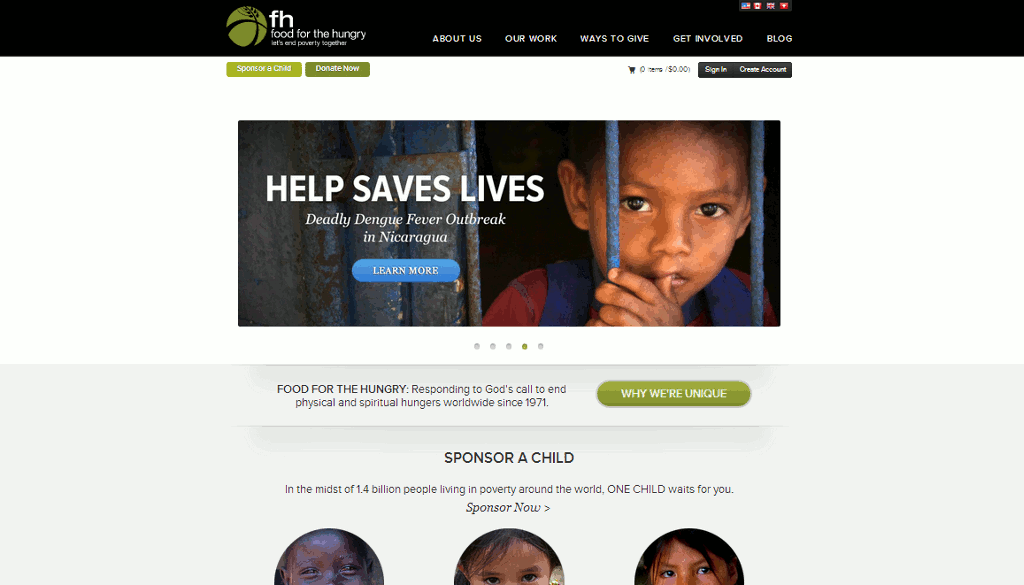 fh
food for the hungry
let's end poverty together
ABOUT US
OUR WORK
WAYS TO GIVE
GET INVOLVED
BLOG
Sponsor a Child
Donate Now
(0 items / $0.00)
Sign In
Create Account
HELP SAVES LIVES
Deadly Dengue Fever Outbreak
in Nicaragua
LEARN MORE
FOOD FOR THE HUNGRY: Responding to God's call to end
physical and spiritual hungers worldwide since 1971.
WHY WE'RE UNIQUE
SPONSOR A CHILD
In the midst of 1.4 billion people living in poverty around the world, ONE CHILD waits for you.
Sponsor Now >